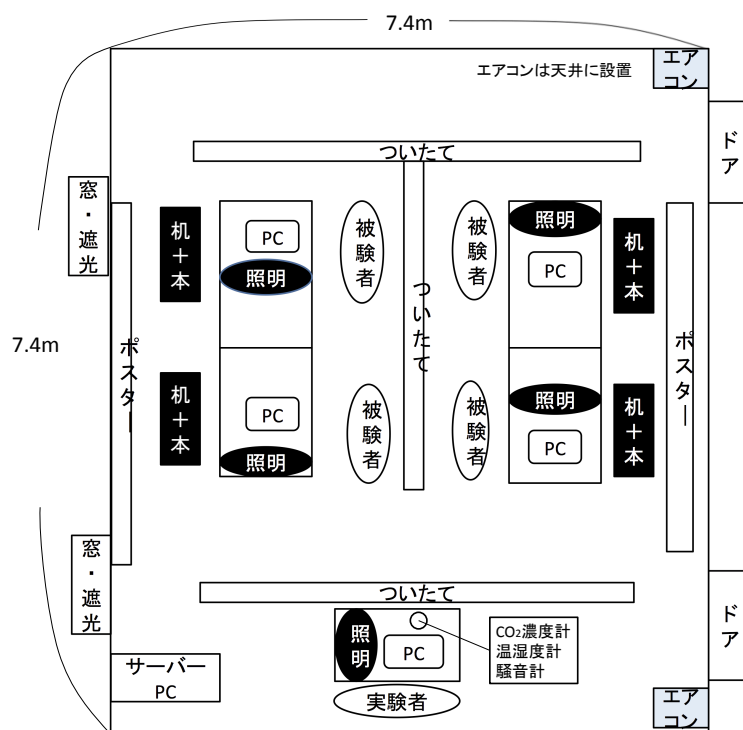 7.4m
エアコン
エアコンは天井に設置
ドア
ついたて
窓・遮光
机＋本
PC
照明
被験者
被験者
照明
PC
机＋本
ついたて
7.4m
ポスター
ポスター
机＋本
PC
照明
被験者
被験者
照明
PC
机＋本
窓・遮光
ついたて
ドア
照明
PC
CO₂濃度計
温湿度計
騒音計
サーバー
PC
実験者
エアコン